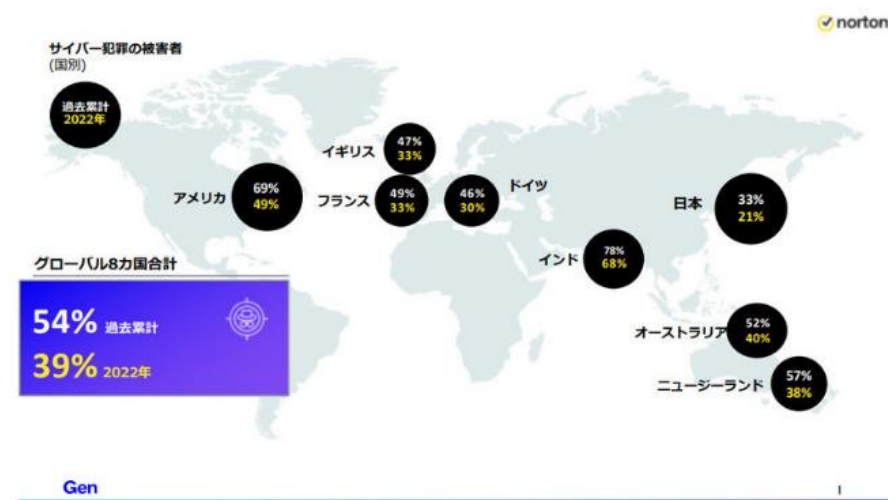 norton
サイバー犯罪の被害者
(国別)
過去累計
2022年
イギリス
47%
33%
アメリカ
69%
49%
フランス
49%
33%
46%
30%
ドイツ
日本
33%
21%
インド
78%
68%
グローバル8カ国合計
54% 過去累計
39% 2022年
オーストラリア
52%
40%
ニュージーランド
57%
38%
Gen
1